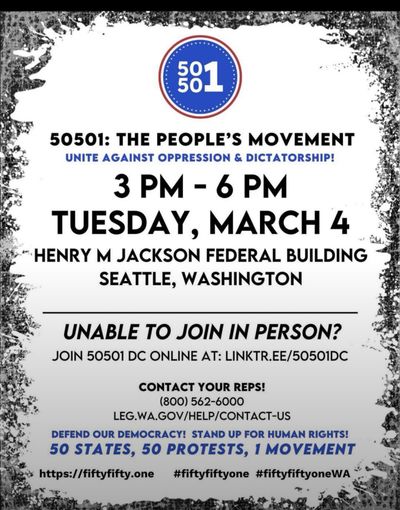 50
501
50501: THE PEOPLE'S MOVEMENT
UNITE AGAINST OPPRESSION & DICTATORSHIP!
3 PM - 6 PM
TUESDAY, MARCH 4
HENRY M JACKSON FEDERAL BUILDING
SEATTLE, WASHINGTON
UNABLE TO JOIN IN PERSON?
JOIN 50501 DC ONLINE AT: LINKTR.EE/50501DC
CONTACT YOUR REPS!
(800) 562-6000
LEG.WA.GOV/HELP/CONTACT-US
DEFEND OUR DEMOCRACY! STAND UP FOR HUMAN RIGHTS!
50 STATES, 50 PROTESTS, 1 MOVEMENT
https://fiftyfifty.one #fiftyfiftyone #fiftyfiftyoneWA